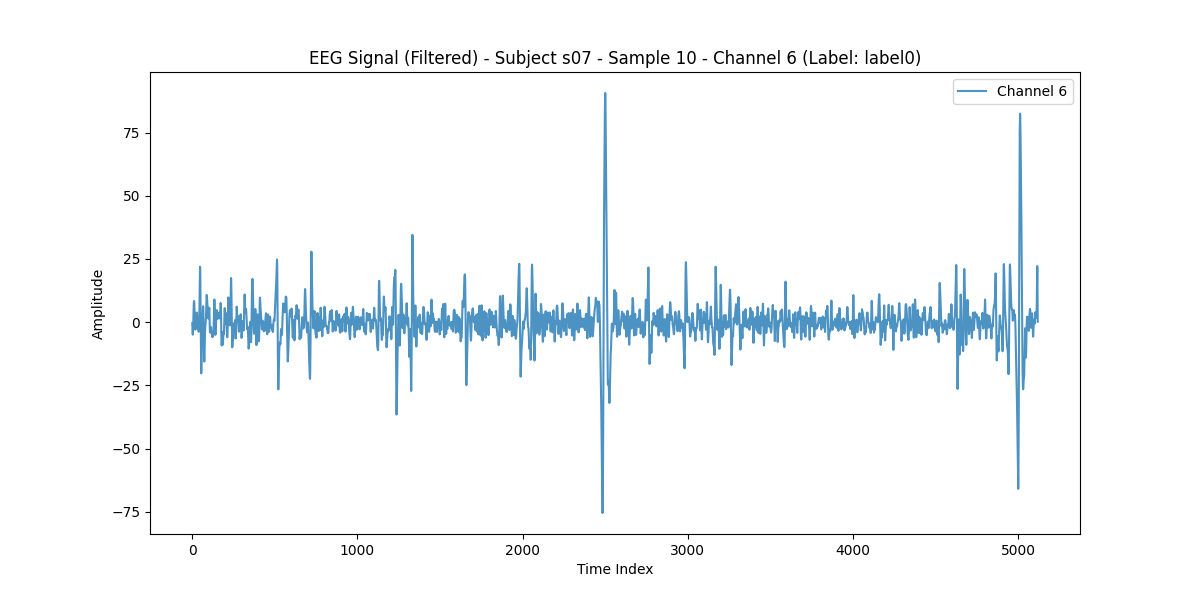 EEG Signal (Filtered) - Subject s07 - Sample 10 - Channel 6 (Label: label0)
Channel 6
75
50
25
0
−25
−50
−75
Amplitude
0 1000 2000 3000 4000 5000
Time Index